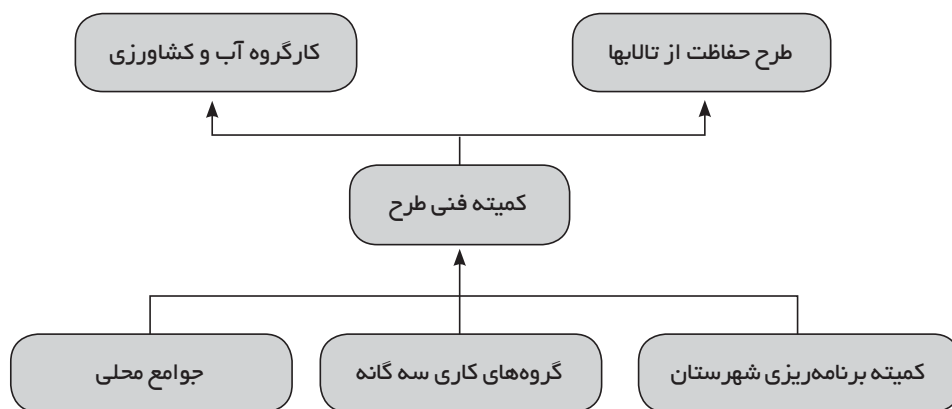 طرح حفاظت از تالابها
کارگروه آب و کشاورزی
کمیته فنی طرح
کمیته برنامه‌ریزی شهرستان
گروه‌های کاری سه گانه
جوامع محلی